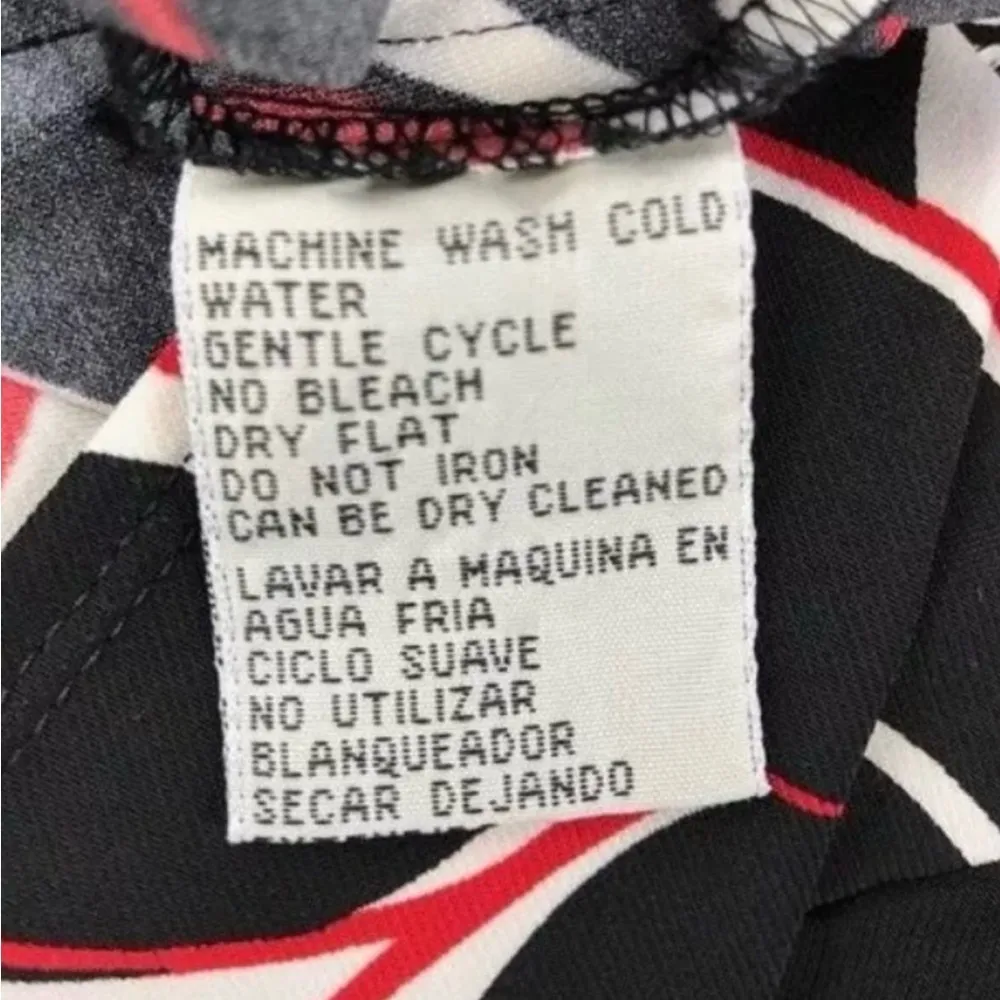 MACHINE WASH COLD
WATER
GENTLE CYCLE
NO BLEACH
DRY FLAT
DO NOT IRON
CAN BE DRY CLEANED
LAVAR A MAQUINA EN
AGUA FRIA
CICLO SUAVE
NO UTILIZAR
BLANQUEADOR
SECAR DEJANDO